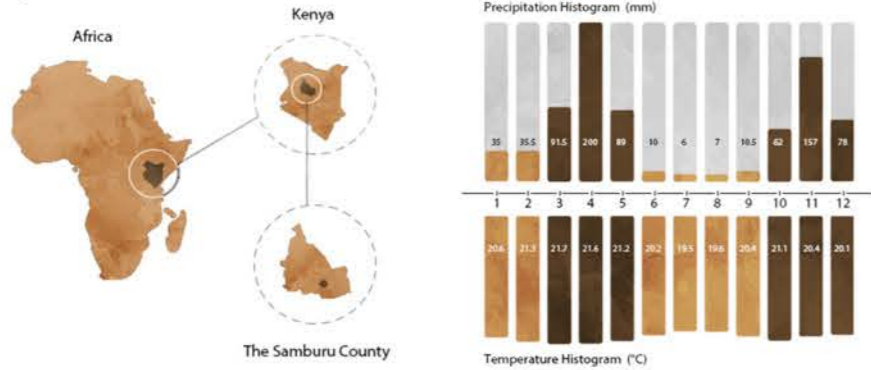 Africa
Kenya
The Samburu County
Precipitation Histogram (mm)
35 35.5 91.5 200 89 10 6 7 10.5 62 157 78
1 2 3 4 5 6 7 8 9 10 11 12
20.6 21.3 21.7 21.6 21.2 20.2 19.5 19.6 20.4 21.1 20.4 20.1
Temperature Histogram (°C)